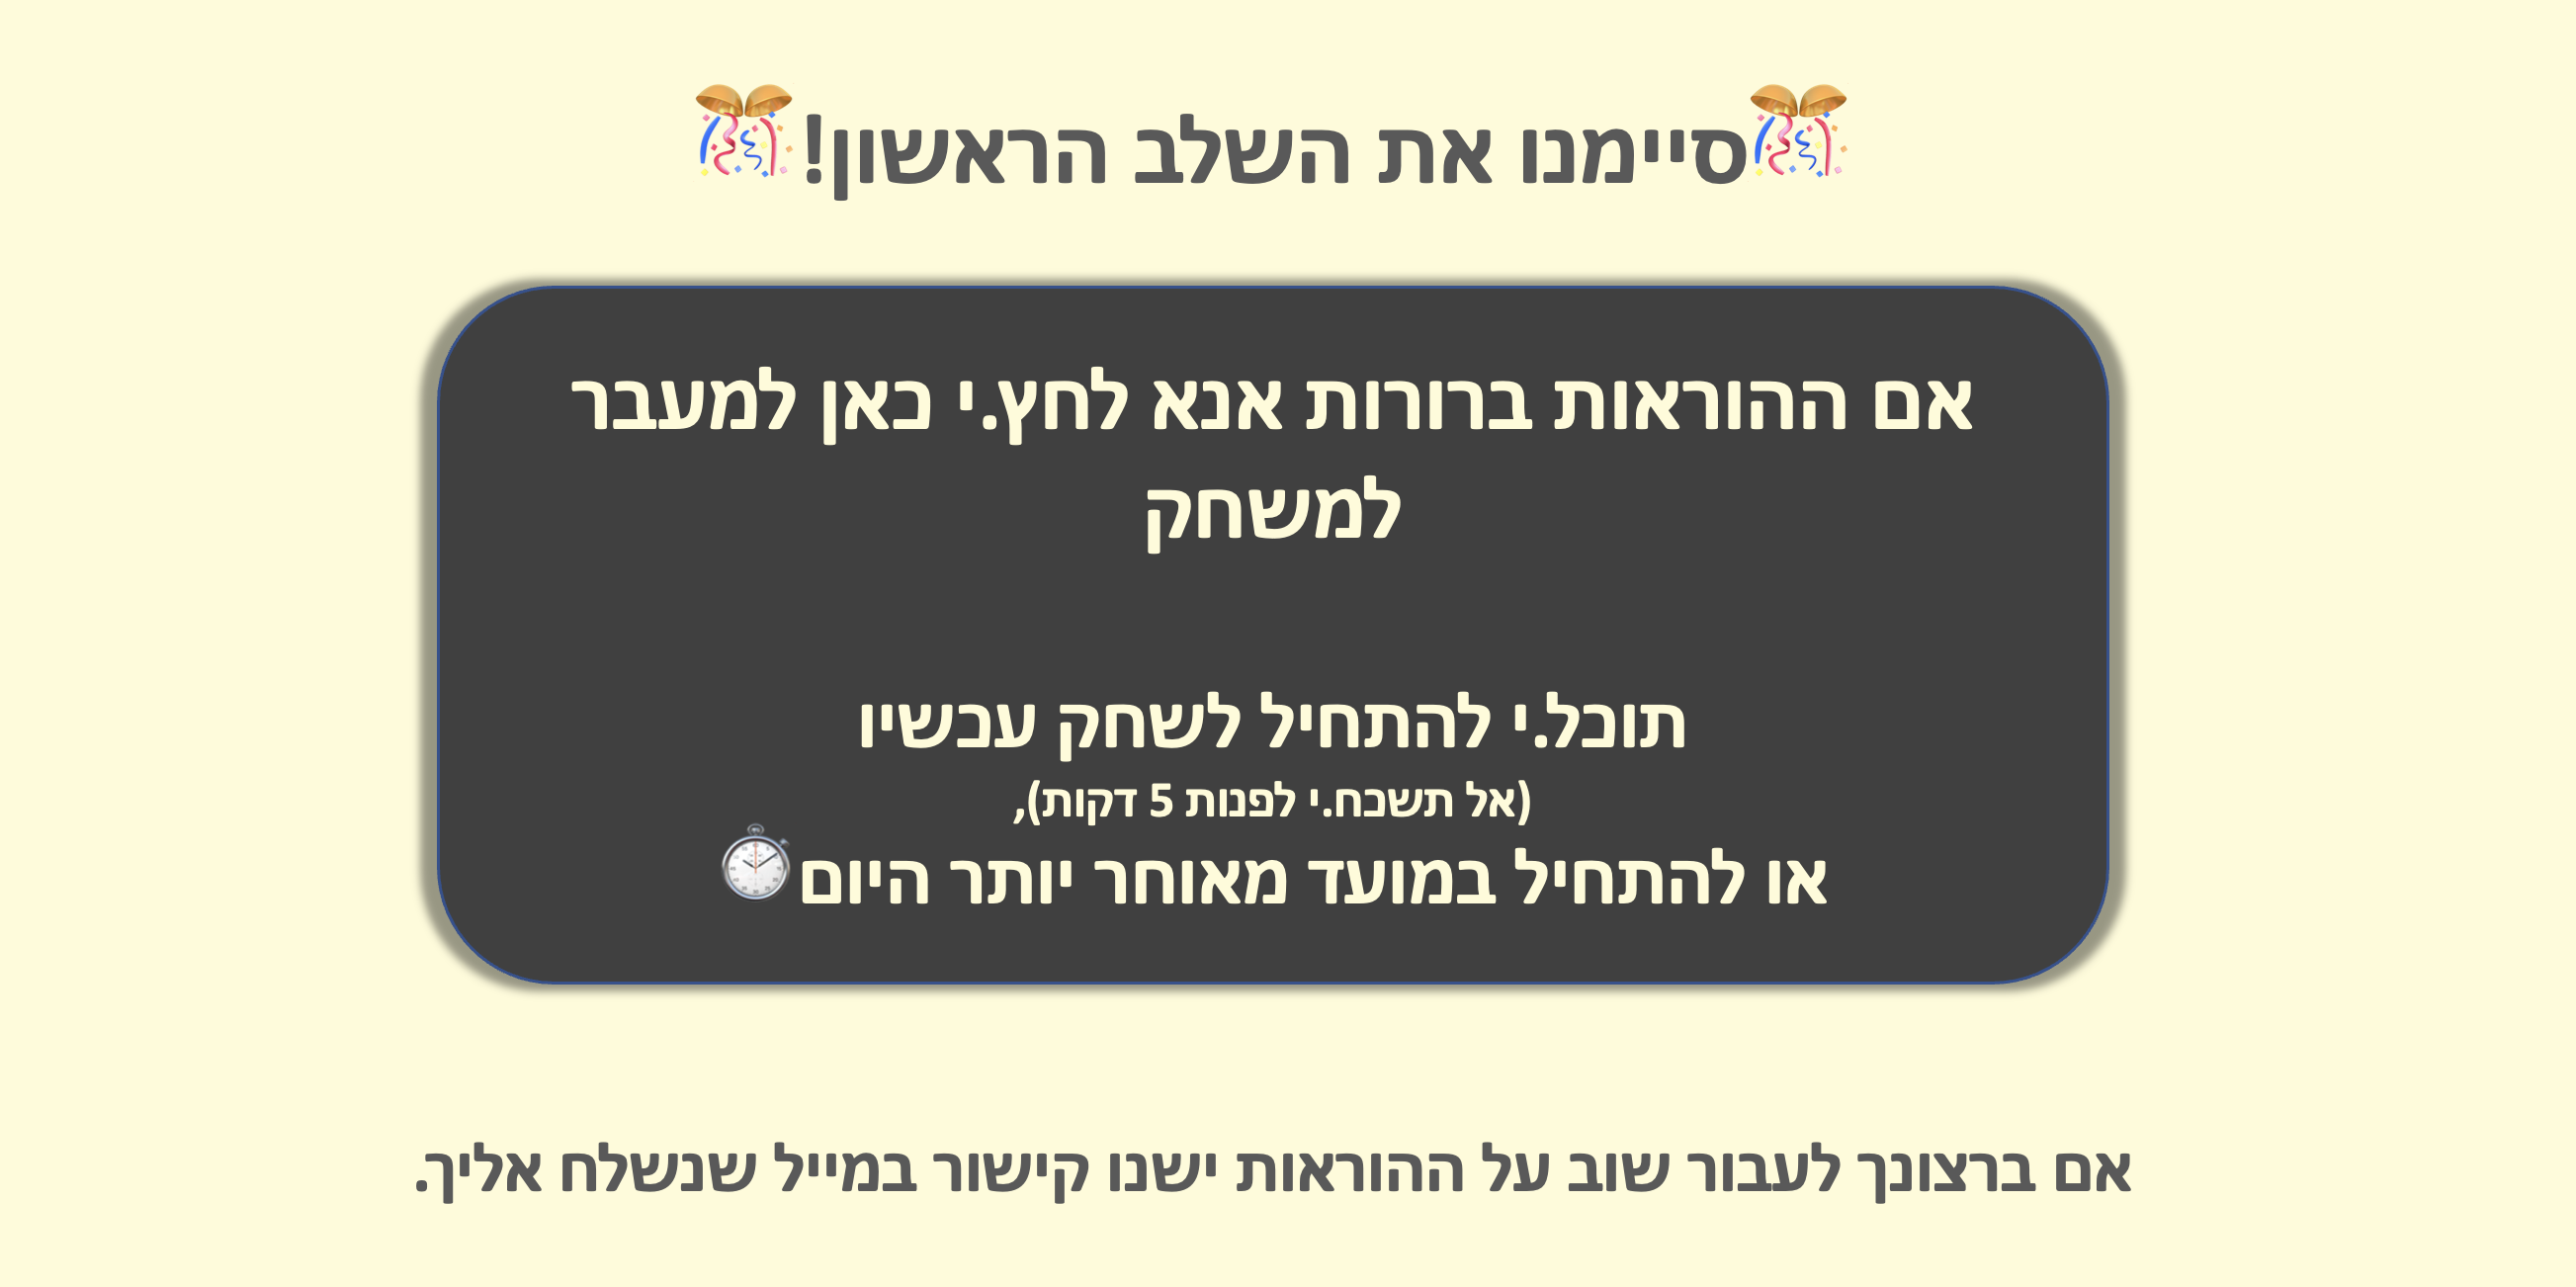 🎊סיימנו את השלב הראשון!🎊
אם ההוראות ברורות אנא לחץ.י כאן למעבר
למשחק
תוכל.י להתחיל לשחק עכשיו
(אל תשכח.י לפנות 5 דקות),
או להתחיל במועד מאוחר יותר היום⏱
אם ברצונך לעבור שוב על ההוראות ישנו קישור במייל שנשלח אליך.